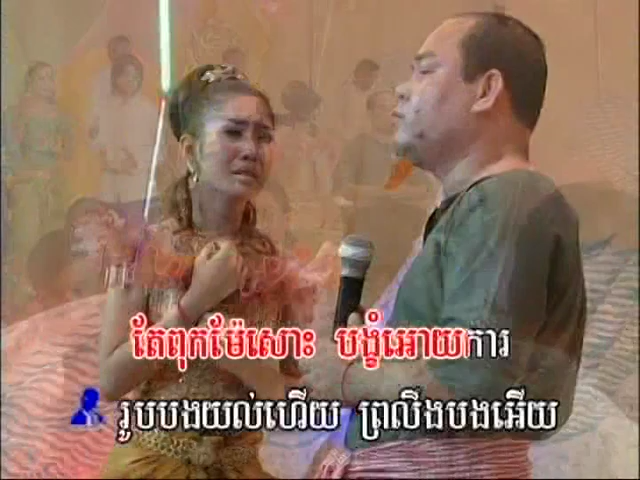 តែពុកម៉ែសោះ បង្ខំអោយការ
រូបបងយល់ហើយ ព្រលឹងបងអើយ